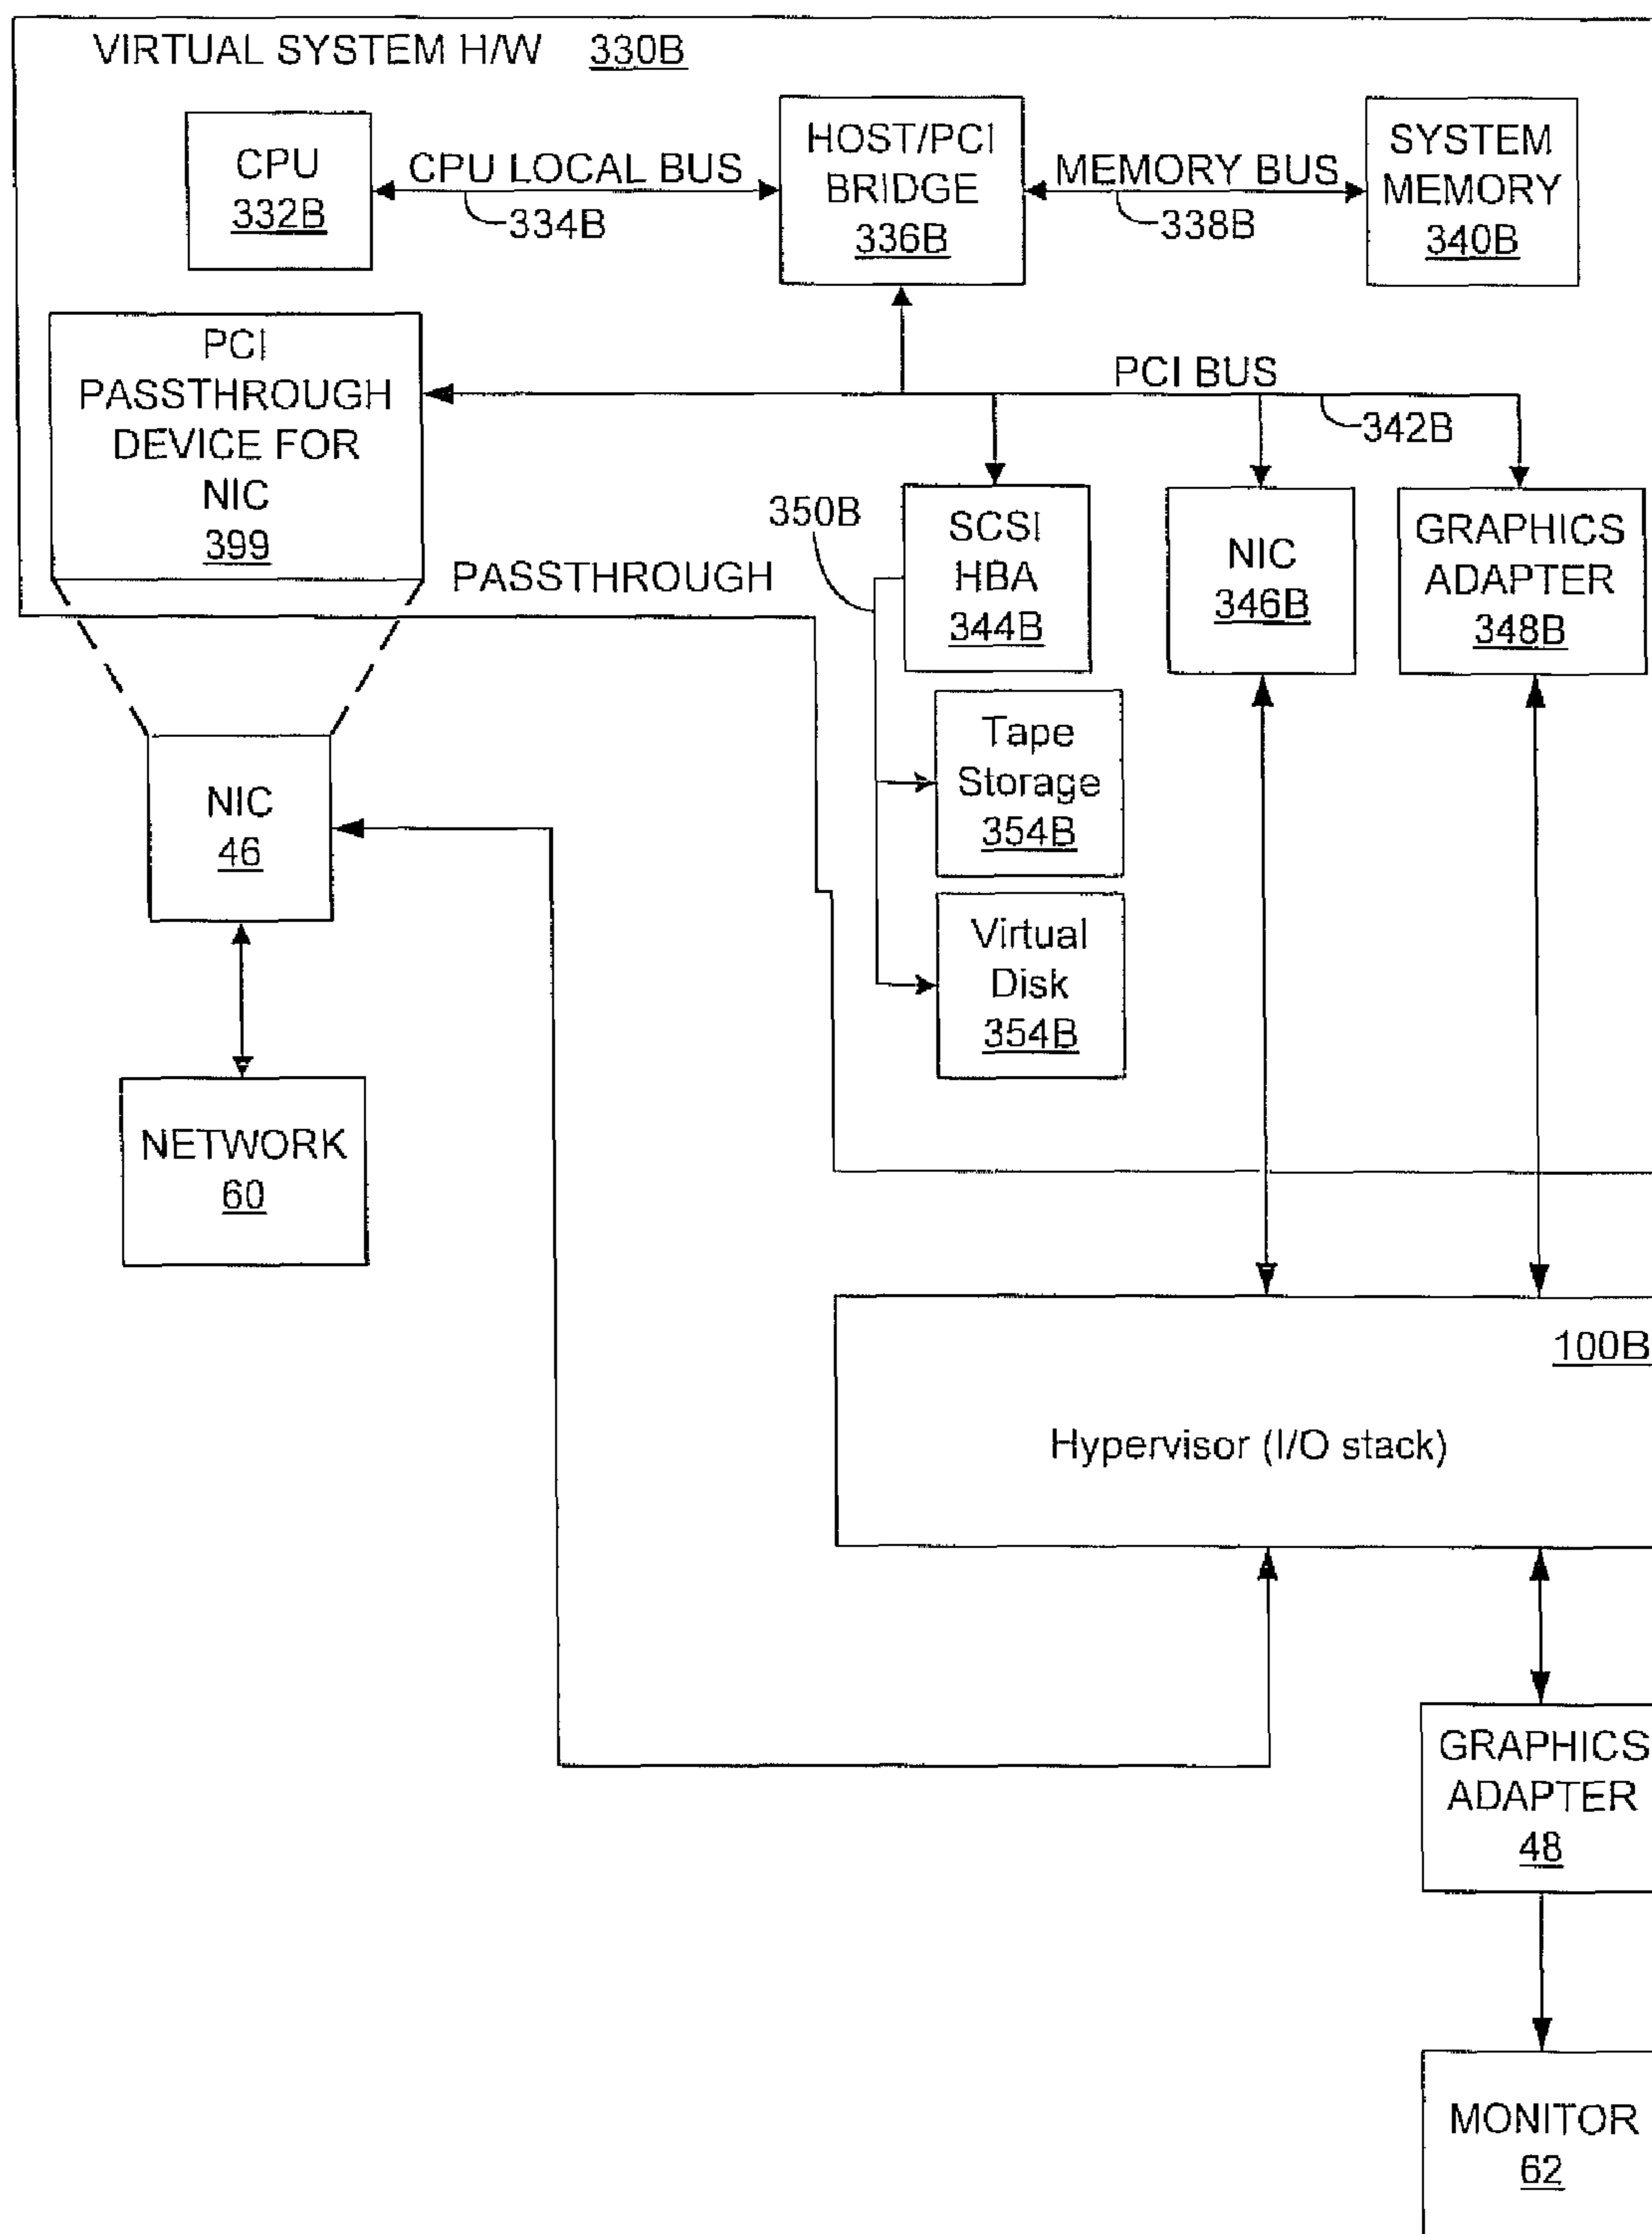 VIRTUAL SYSTEM H/W 330B
CPU
332B
CPU LOCAL BUS
334B
HOST/PCI
BRIDGE
336B
MEMORY BUS
338B
SYSTEM
MEMORY
340B
PCI
PASSTHROUGH
DEVICE FOR
NIC
399
PCI BUS
342B
PASSTHROUGH
350B
SCSI
HBA
344B
NIC
346B
GRAPHICS
ADAPTER
348B
Tape
Storage
354B
Virtual
Disk
354B
NIC
46
NETWORK
60
100B
Hypervisor (I/O stack)
GRAPHICS
ADAPTER
48
MONITOR
62